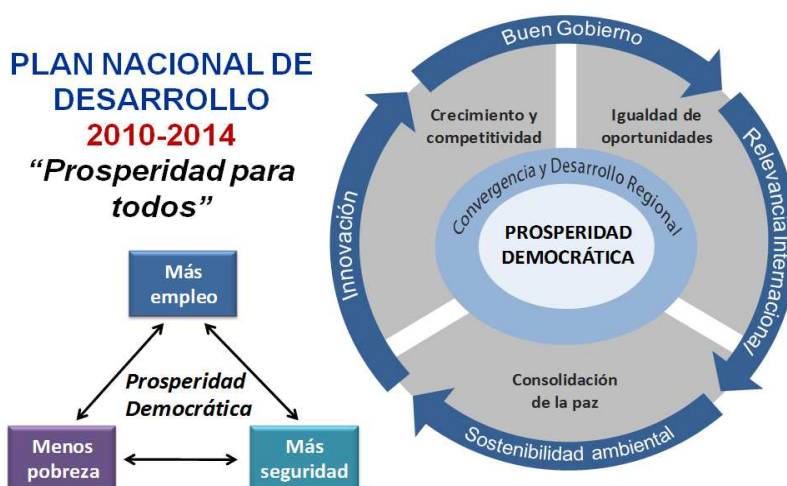 PLAN NACIONAL DE
DESARROLLO
2010-2014
“Prosperidad para
todos”
Más
empleo
Prosperidad
Democrática
Menos
pobreza
Más
seguridad
Buen Gobierno
Relevancia Internacional
Sostenibilidad ambiental
Innovación
Crecimiento y
competitividad
Igualdad de
oportunidades
Convergencia y Desarrollo Regional
PROSPERIDAD
DEMOCRÁTICA
Consolidación
de la paz